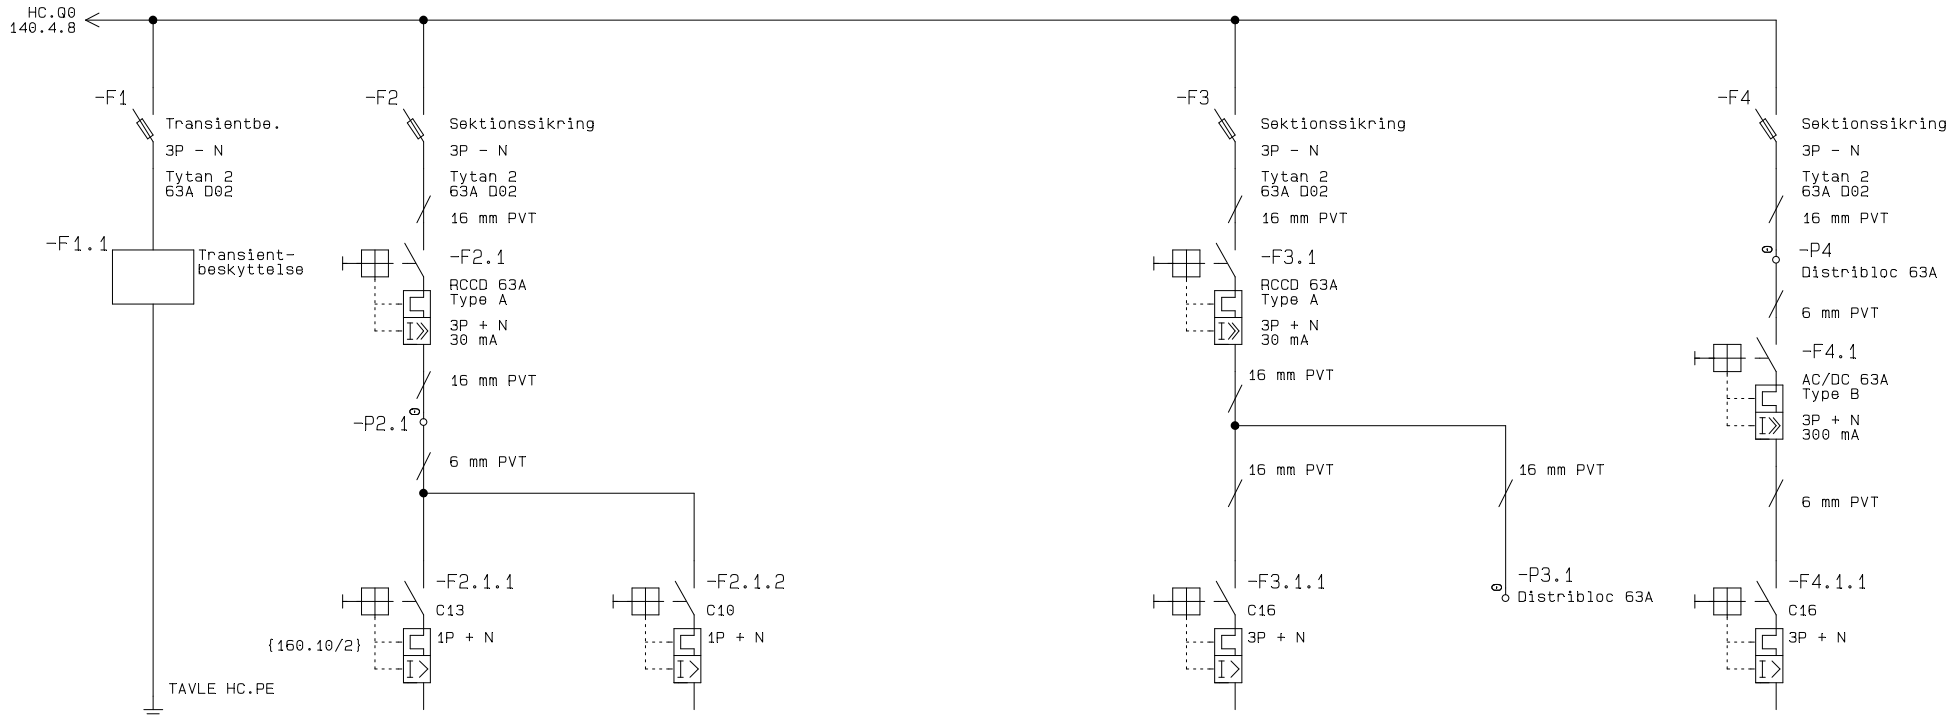 HC.Q0
140.4.8
-F1
Transientbe.
3P - N
Tytan 2
63A D02
-F1.1
Transient-
beskyttelse
TAVLE HC.PE
-F2
Sektionssikring
3P - N
Tytan 2
63A D02
16 mm PVT
-F2.1
RCCD 63A
Type A
3P + N
30 mA
I>>
16 mm PVT
0
-P2.1
6 mm PVT
-F2.1.1
C13
1P + N
{160.10/2}
I>
-F2.1.2
C10
1P + N
I>
-F3
Sektionssikring
3P - N
Tytan 2
63A D02
16 mm PVT
-F3.1
RCCD 63A
Type A
3P + N
30 mA
I>>
16 mm PVT
16 mm PVT
16 mm PVT
-F3.1.1
C16
3P + N
I>
0
-P3.1
Distribloc 63A
-F4
Sektionssikring
3P - N
Tytan 2
63A D02
16 mm PVT
0
-P4
Distribloc 63A
6 mm PVT
-F4.1
AC/DC 63A
Type B
3P + N
300 mA
I>>
6 mm PVT
-F4.1.1
C16
3P + N
I>